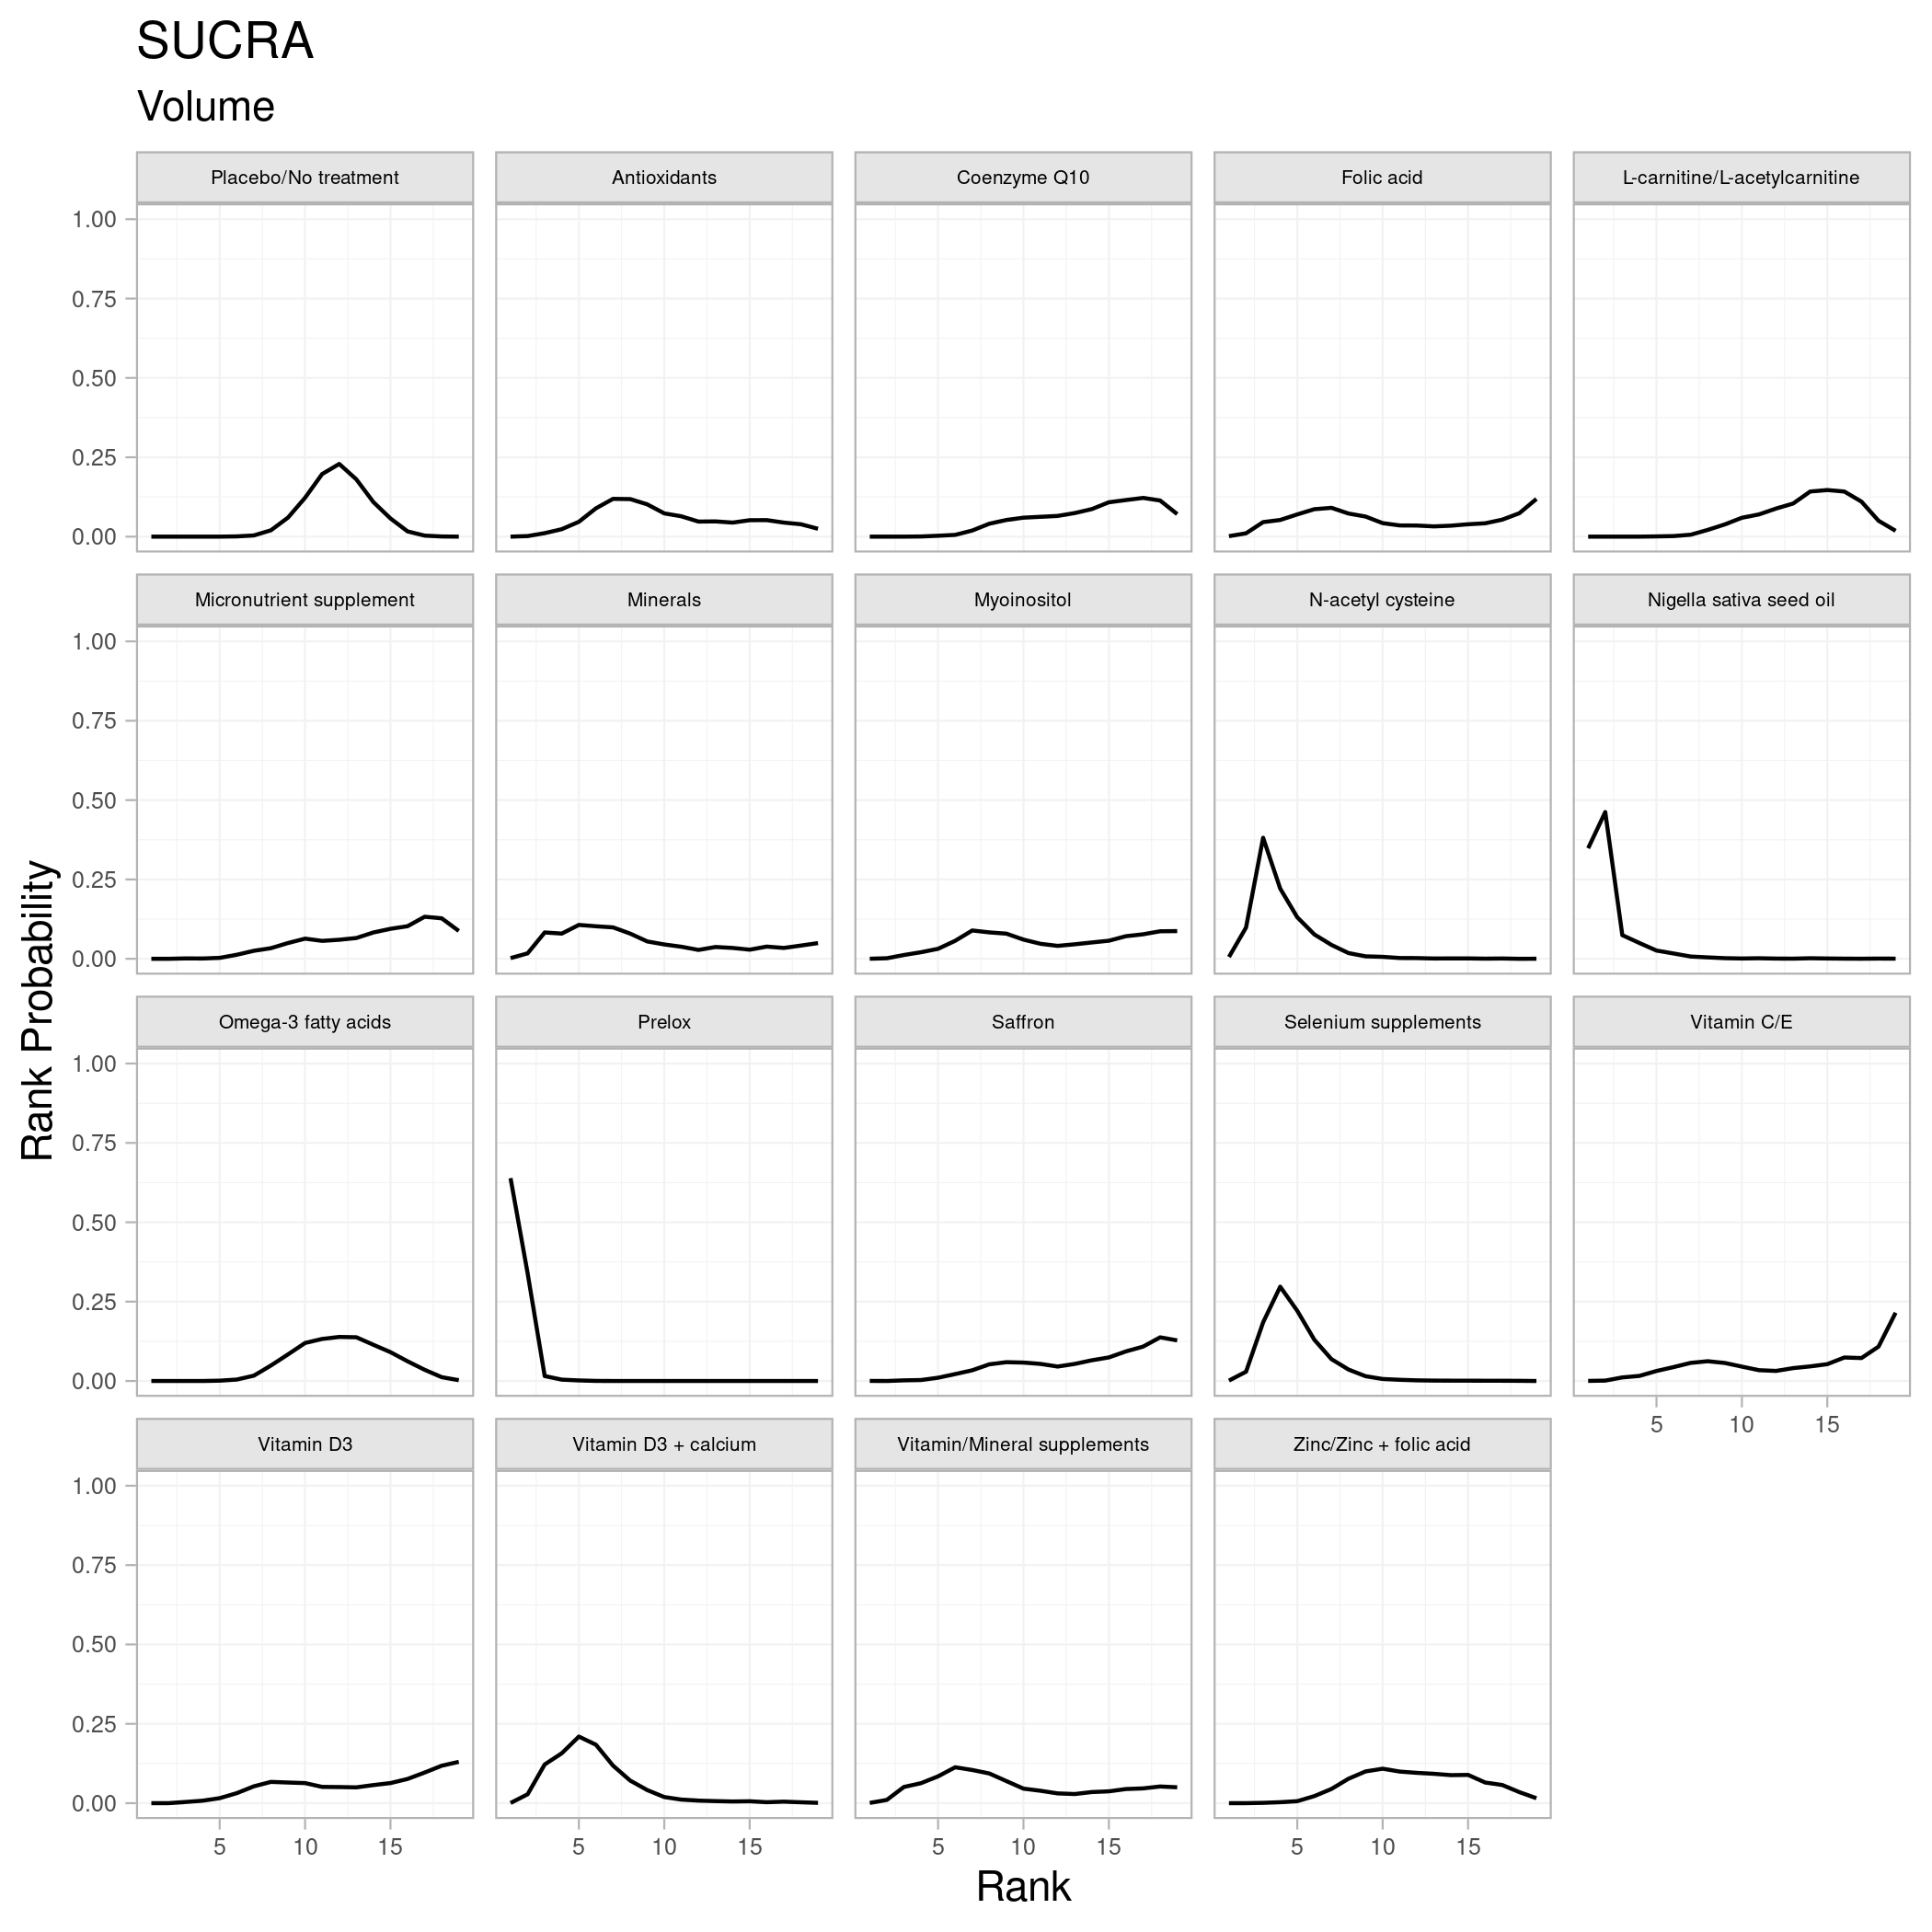 SUCRA
Volume
Placebo/No treatment
Antioxidants
Coenzyme Q10
Folic acid
L-carnitine/L-acetylcarnitine
1.00
0.75
0.50
0.25
0.00
Micronutrient supplement
Minerals
Myoinositol
N-acetyl cysteine
Nigella sativa seed oil
1.00
0.75
0.50
0.25
0.00
Rank Probability
Omega-3 fatty acids
Prelox
Saffron
Selenium supplements
Vitamin C/E
1.00
0.75
0.50
0.25
0.00
5 10 15
Vitamin D3
Vitamin D3 + calcium
Vitamin/Mineral supplements
Zinc/Zinc + folic acid
1.00
0.75
0.50
0.25
0.00
5 10 15
5 10 15
5 10 15
5 10 15
Rank